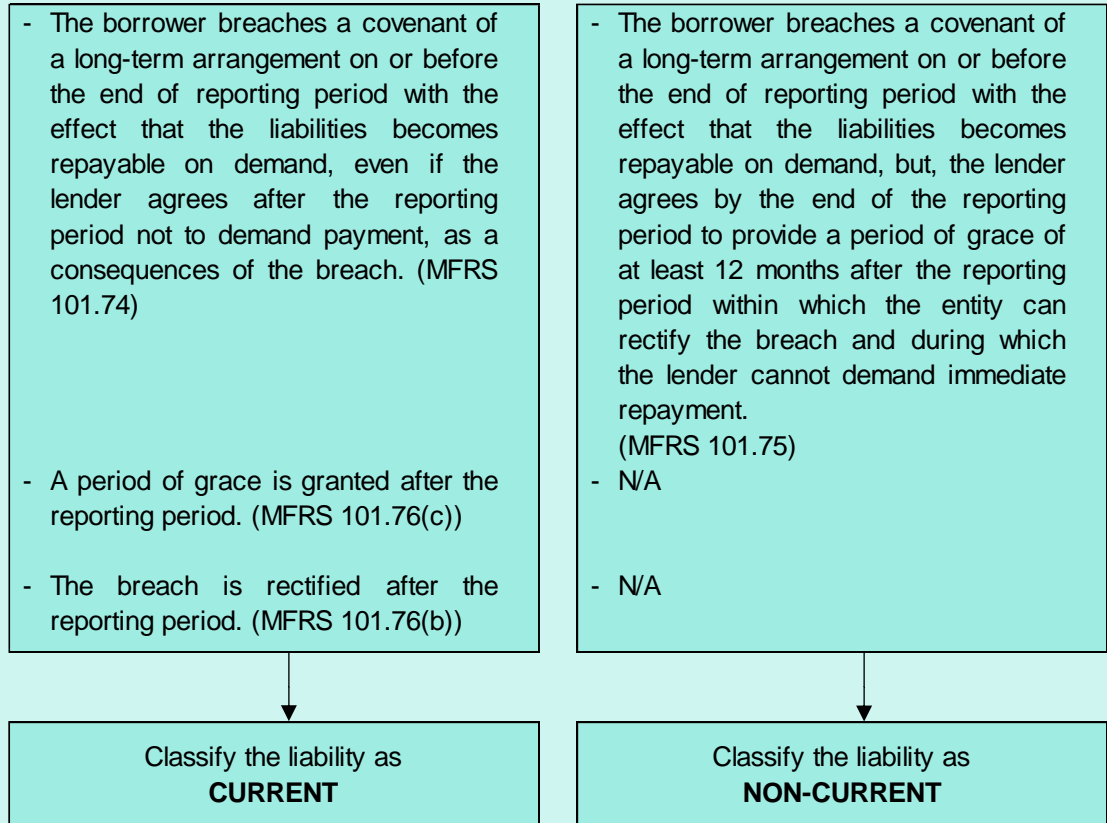 - The borrower breaches a covenant of
a long-term arrangement on or before
the end of reporting period with the
effect that the liabilities becomes
repayable on demand, even if the
lender agrees after the reporting
period not to demand payment, as a
consequences of the breach. (MFRS
101.74)
- A period of grace is granted after the
reporting period. (MFRS 101.76(c))
- The breach is rectified after the
reporting period. (MFRS 101.76(b))
Classify the liability as
CURRENT
- The borrower breaches a covenant of
a long-term arrangement on or before
the end of reporting period with the
effect that the liabilities becomes
repayable on demand, but, the lender
agrees by the end of the reporting
period to provide a period of grace of
at least 12 months after the reporting
period within which the entity can
rectify the breach and during which
the lender cannot demand immediate
repayment.
(MFRS 101.75)
- N/A
- N/A
Classify the liability as
NON-CURRENT